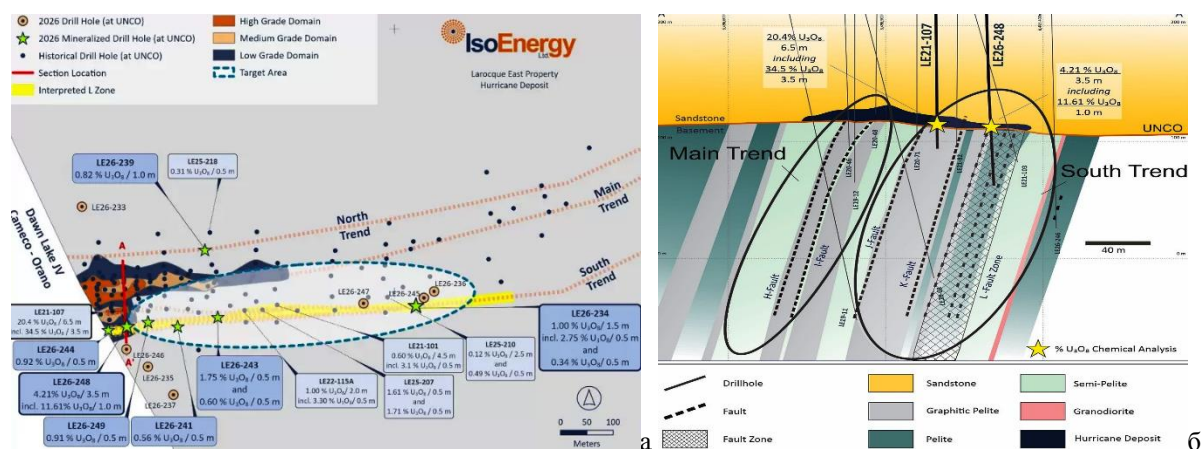 2026 Drill Hole (at UNCO)
2026 Mineralized Drill Hole (at UNCO)
Historical Drill Hole (at UNCO)
Section Location
Interpreted L Zone
High Grade Domain
Medium Grade Domain
Low Grade Domain
Target Area
IsoEnergy
Ltd.
Larocque East Property
Hurricane Deposit
LE26-239
0.82 % U₃O₈ / 1.0 m
LE25-218
0.31 % U₃O₈ / 0.5 m
LE26-233
Dawn Lake JV
Cameco - Orano
North
Trend
Main
Trend
South
Trend
A
A'
LE26-247
LE26-245
LE26-236
LE21-107
20.4 % U₃O₈ / 6.5 m
incl. 34.5 % U₃O₈ / 3.5 m
LE26-244
0.92 % U₃O₈ / 0.5 m
LE26-248
4.21% U₃O₈/ 3.5 m
incl. 11.61% U₃O₈/ 1.0 m
LE26-249
0.91 % U₃O₈ / 0.5 m
LE26-246
LE26-235
LE26-237
LE26-241
0.56 % U₃O₈ / 0.5 m
LE26-243
1.75 % U₃O₈ / 0.5 m
and
0.60 % U₃O₈ / 0.5 m
LE22-115A
1.00 % U₃O₈/ 2.0 m
incl. 3.30 % U₃O₈/ 0.5 m
LE21-101
0.60 % U₃O₈ / 4.5 m
incl. 3.1 % U₃O₈/ 0.5 m
LE25-207
1.61 % U₃O₈ / 0.5 m
and
1.71 % U₃O₈ / 0.5 m
LE25-210
0.12 % U₃O₈ / 2.5 m
and
0.49 % U₃O₈/ 0.5 m
LE26-234
1.00 % U₃O₈/ 1.5 m
incl. 2.75 % U₃O₈/ 0.5 m
and
0.34 % U₃O₈/ 0.5 m
0 50 100
Meters
а
20.4% U₃O₈
6.5 m
including
34.5 % U₃O₈
3.5 m
LE21-107
LE26-248
4.21 % U₃O₈
3.5 m
including
11.61 % U₃O₈
1.0 m
Sandstone
Basement
UNCO
Main Trend
South Trend
H-Fault
I-Fault
J-Fault
K-Fault
L -Fault Zone
40 m
% U₃O₈ Chemical Analysis
Drillhole
Fault
Fault Zone
Sandstone
Graphitic Pelite
Pelite
Semi-Pelite
Granodiorite
Hurricane Deposit
б